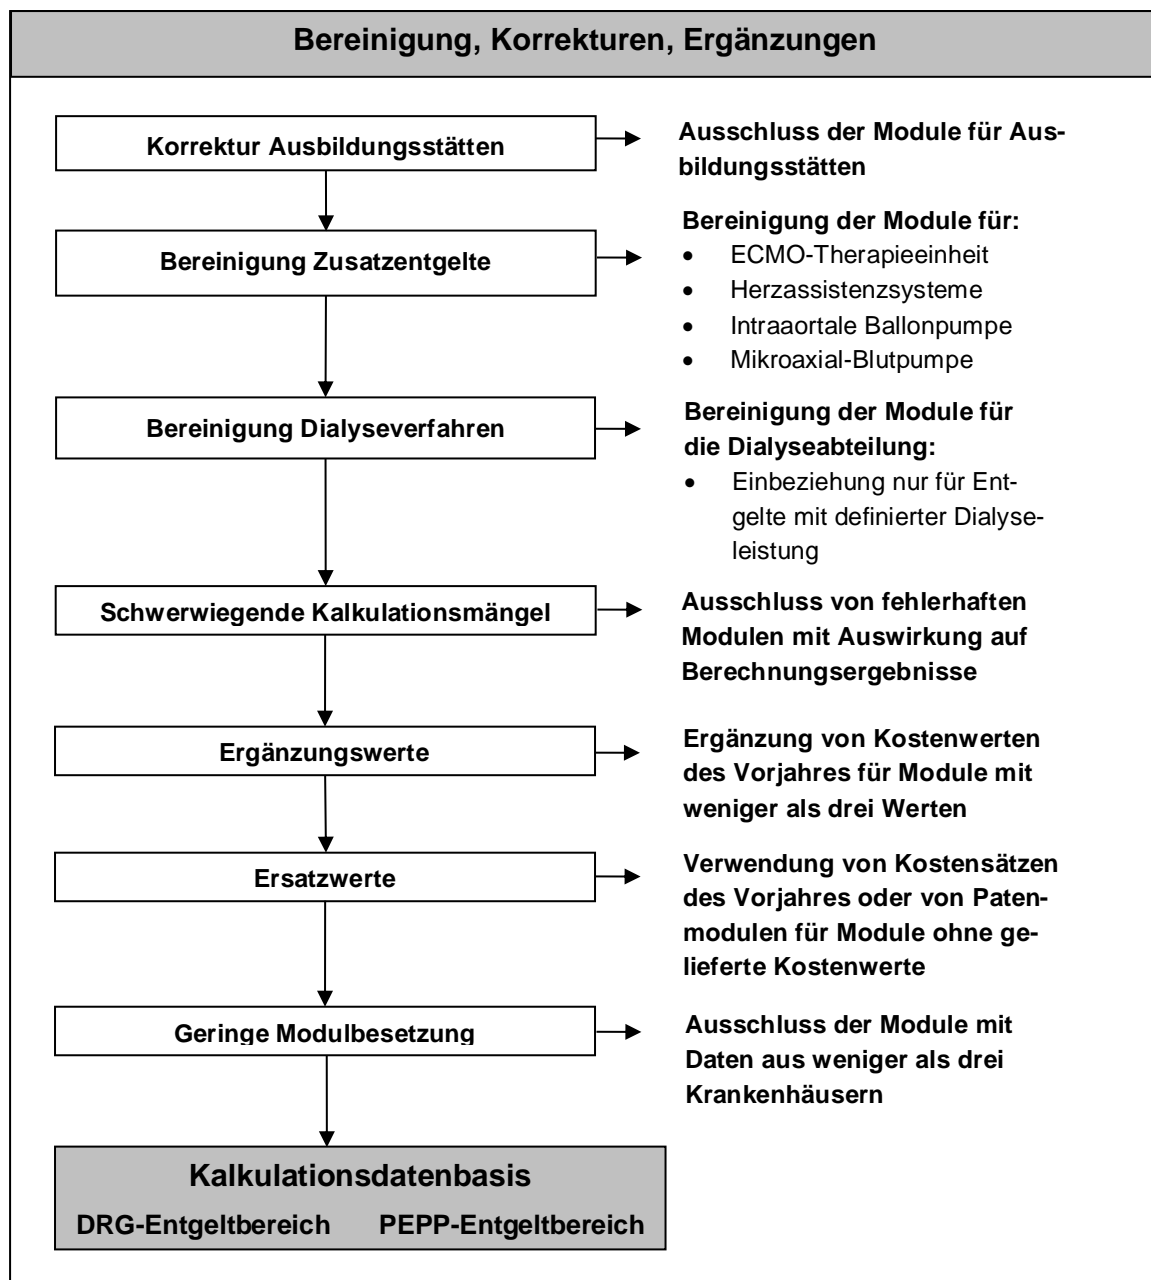 Bereinigung, Korrekturen, Ergänzungen
Korrektur Ausbildungsstätten
Ausschluss der Module für Aus-
bildungsstätten
Bereinigung Zusatzentgelte
Bereinigung der Module für:
• ECMO-Therapieeinheit
• Herzassistenzsysteme
• Intraaortale Ballonpumpe
• Mikroaxial-Blutpumpe
Bereinigung Dialyseverfahren
Bereinigung der Module für
die Dialyseabteilung:
• Einbeziehung nur für Ent-
gelte mit definierter Dialyse-
leistung
Schwerwiegende Kalkulationsmängel
Ausschluss von fehlerhaften
Modulen mit Auswirkung auf
Berechnungsergebnisse
Ergänzungswerte
Ergänzung von Kostenwerten
des Vorjahres für Module mit
weniger als drei Werten
Ersatzwerte
Verwendung von Kostensätzen
des Vorjahres oder von Paten-
modulen für Module ohne ge-
lieferte Kostenwerte
Geringe Modulbesetzung
Ausschluss der Module mit
Daten aus weniger als drei
Krankenhäusern
Kalkulationsdatenbasis
DRG-Entgeltbereich PEPP-Entgeltbereich